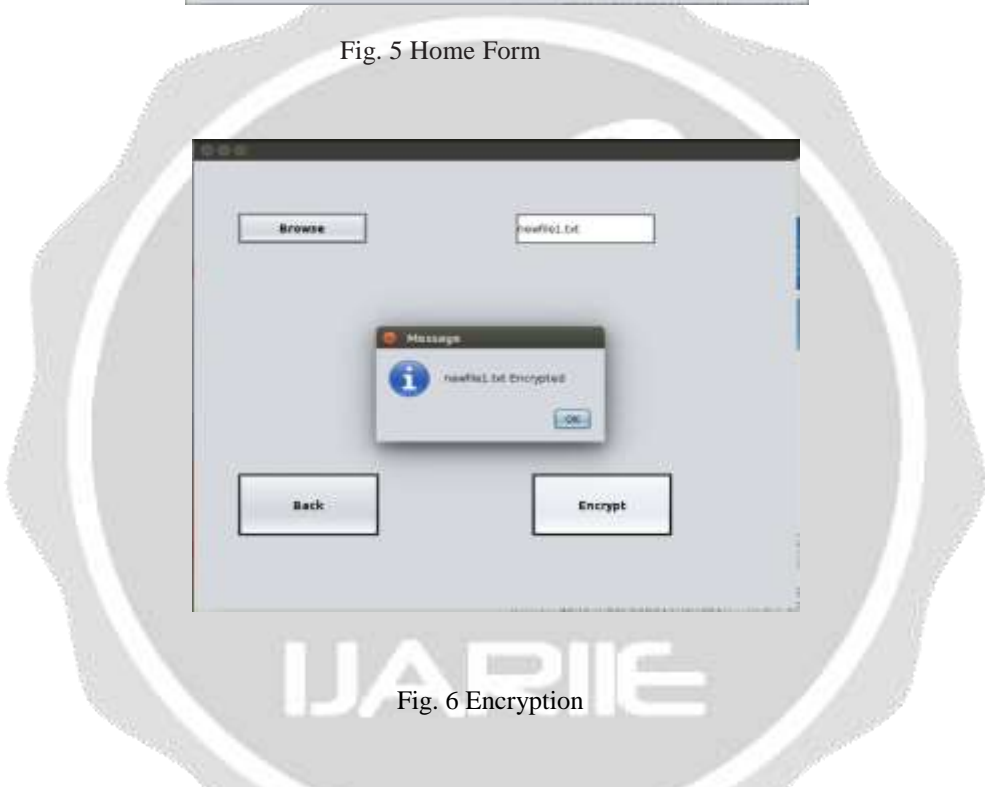 Fig. 5 Home Form
Browse
newfile1.txt
Message
newfile1.txt Encrypted
OK
Back
Encrypt
IJARIIE
Fig. 6 Encryption